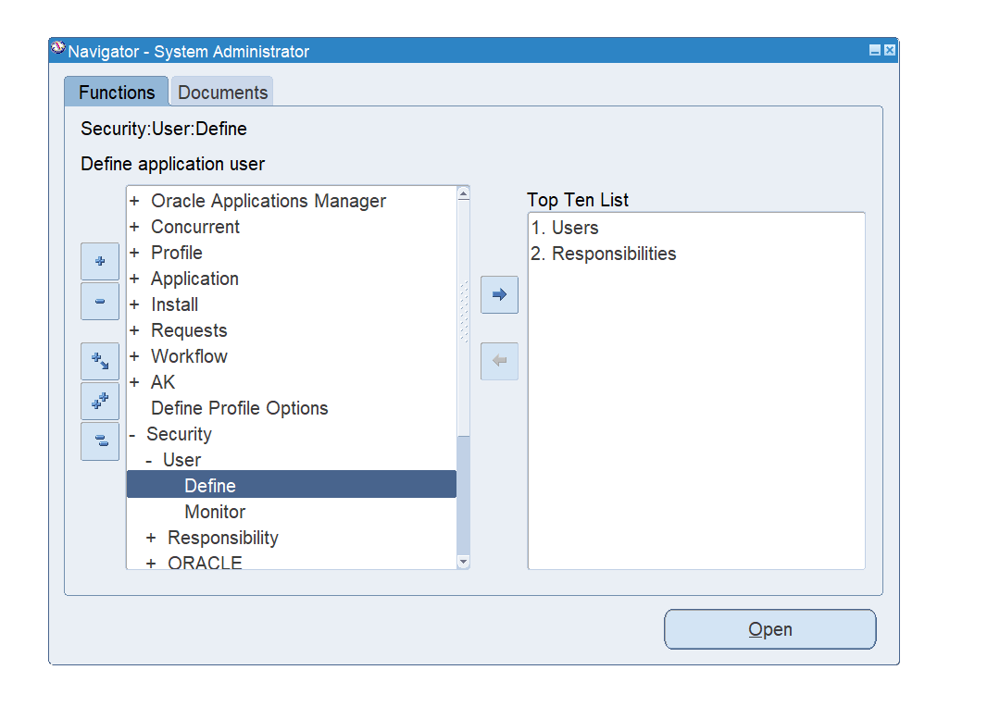 Navigator - System Administrator
Functions
Documents
Security:User:Define
Define application user
+ Oracle Applications Manager
+ Concurrent
+ Profile
+ Application
+ Install
+ Requests
+ Workflow
+ AK
Define Profile Options
- Security
- User
Define
Monitor
+ Responsibility
+ ORACLE
Top Ten List
1. Users
2. Responsibilities
Open